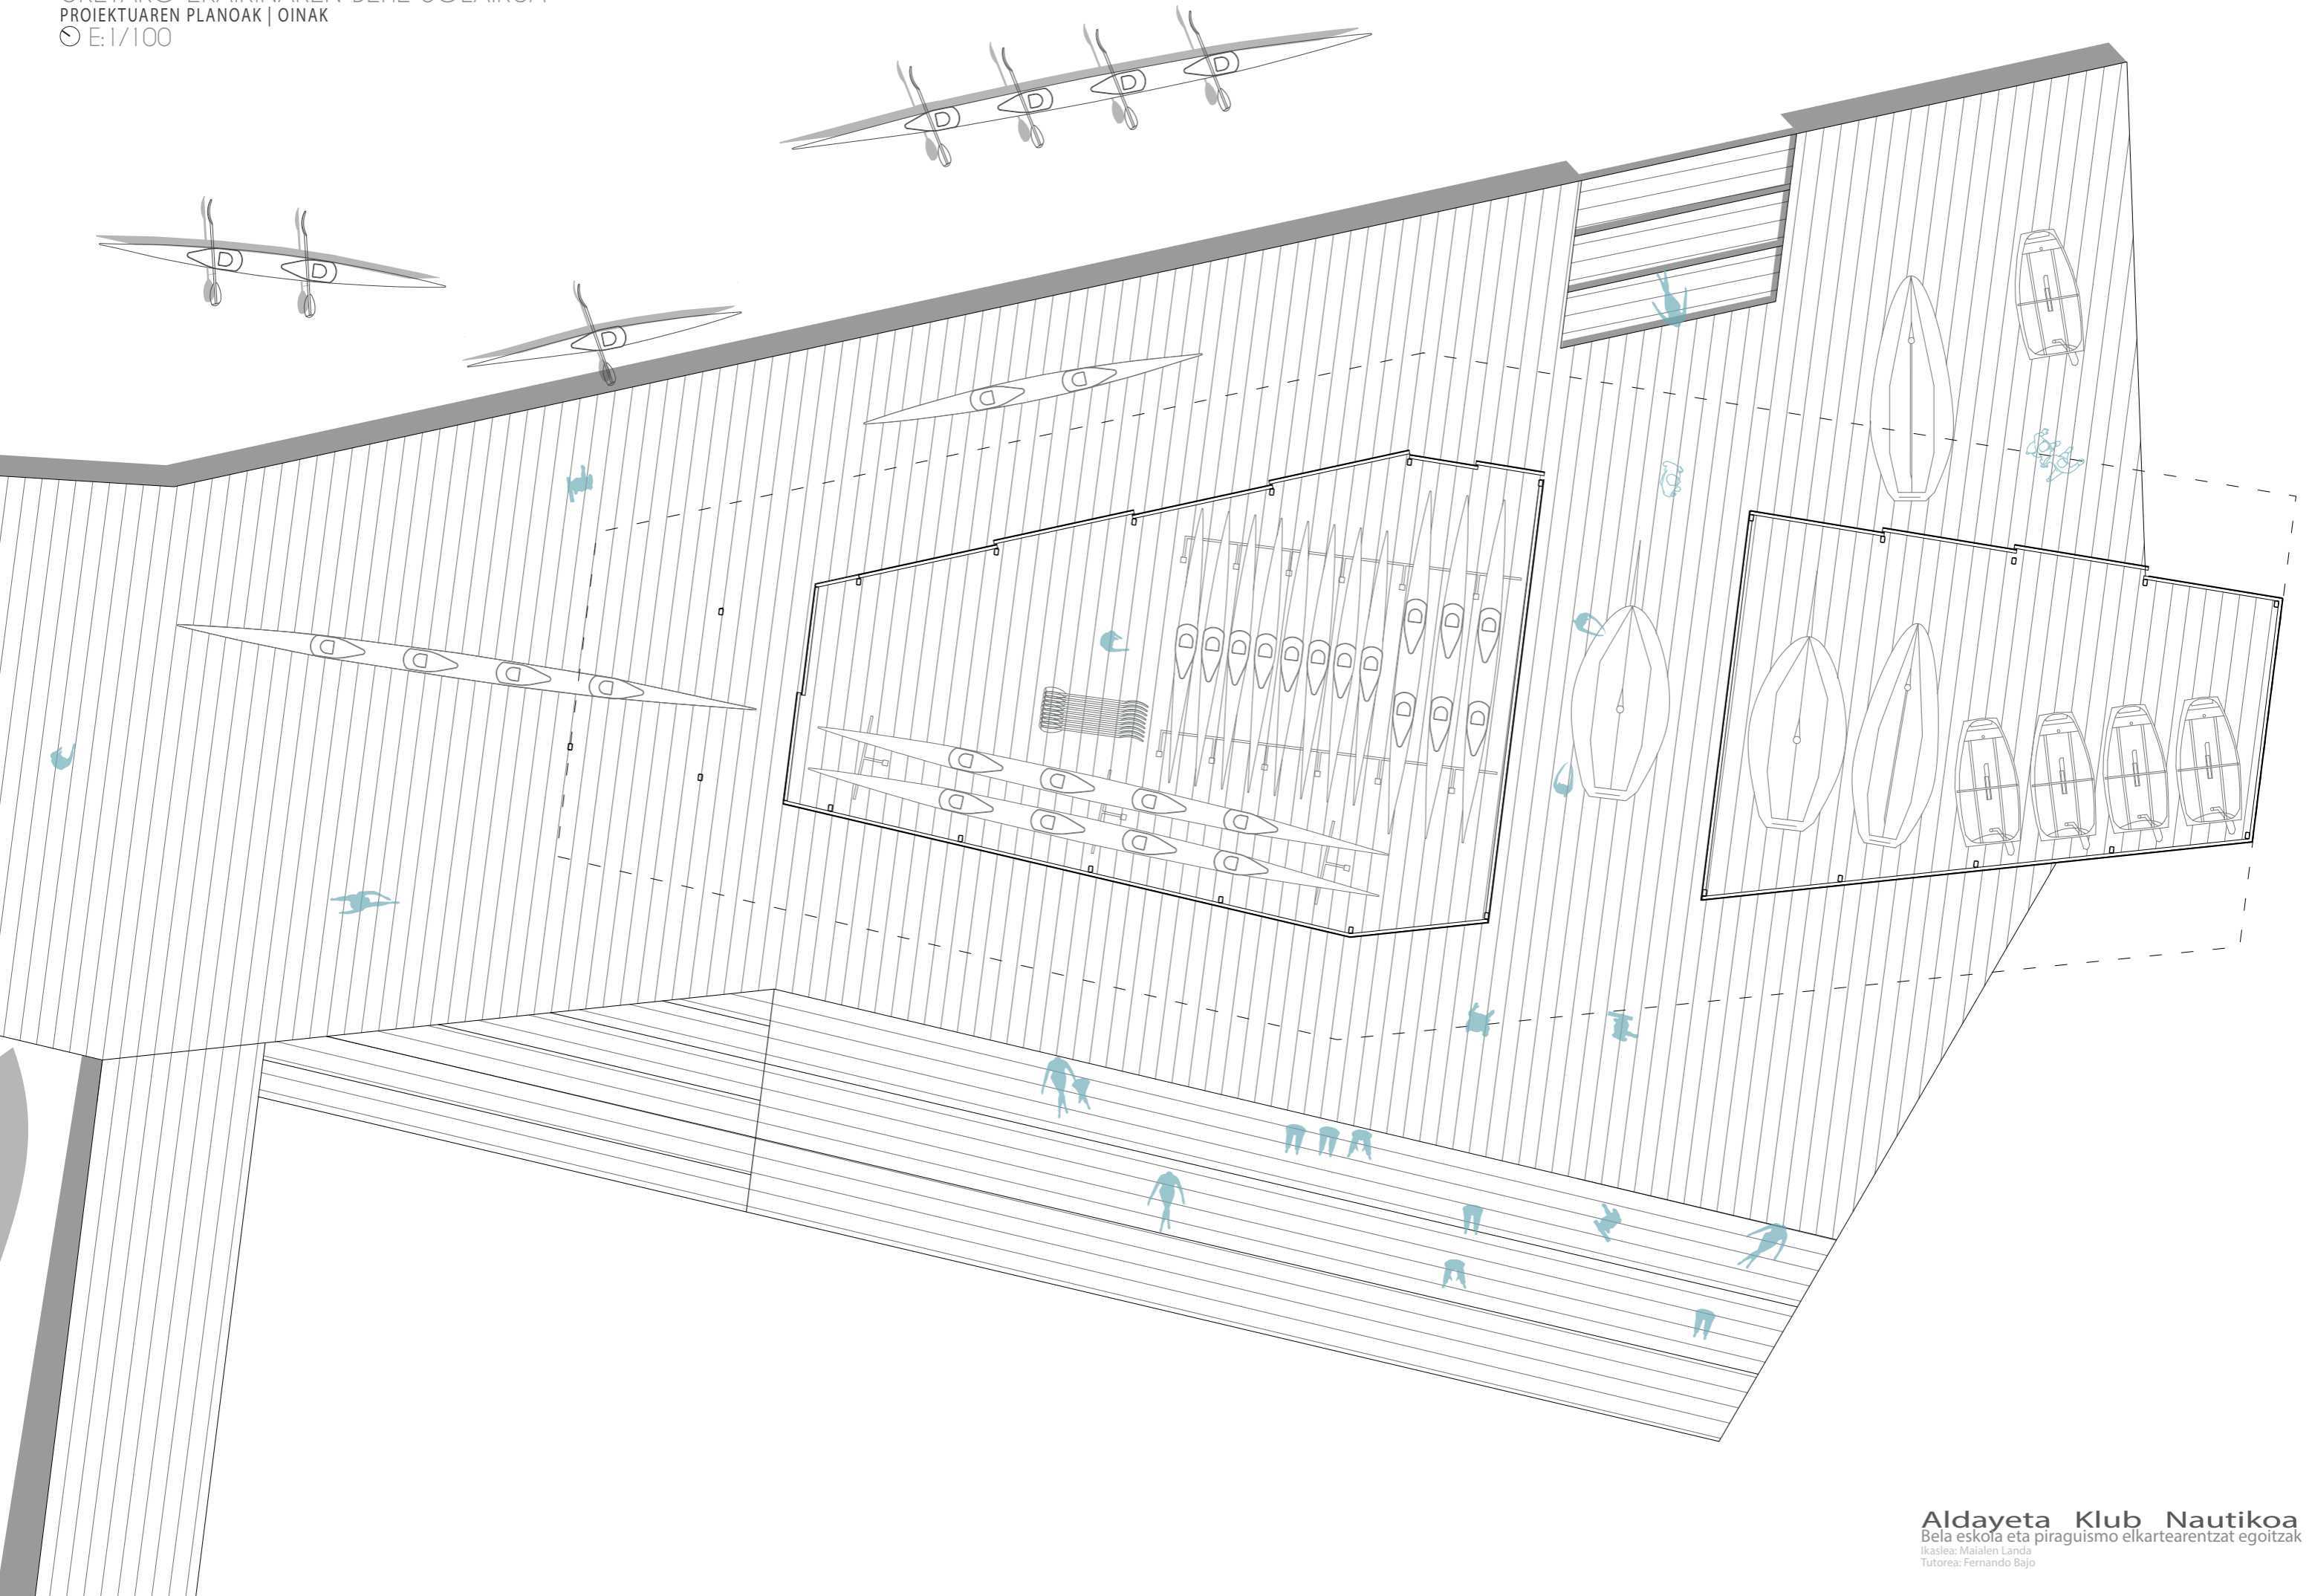 PROIEKTUAREN PLANOAK | OINAK
E: 1/100
Aldayeta Klub Nautikoa
Bela eskola eta piraguismo elkartearentzat egoitzak
Ikaslea: Maialen Landa
Tutorea: Fernando Bajo